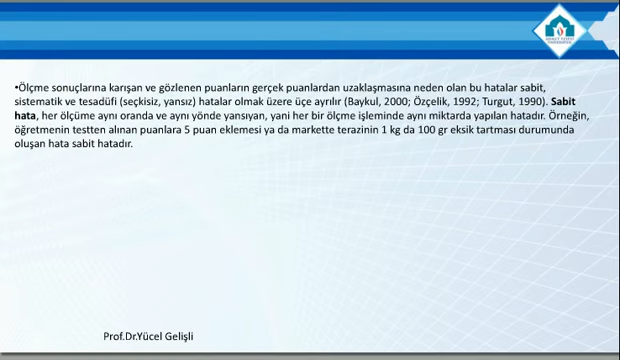 •Ölçme sonuçlarına karışan ve gözlenen puanların gerçek puanlardan uzaklaşmasına neden olan bu hatalar sabit,
sistematik ve tesadüfi (seçkisiz, yansız) hatalar olmak üzere üçe ayrılır (Baykul, 2000; Özçelik, 1992; Turgut, 1990). Sabit
hata, her ölçüme aynı oranda ve aynı yönde yansıyan, yani her bir ölçme işleminde aynı miktarda yapılan hatadır. Örneğin,
öğretmenin testten alınan puanlara 5 puan eklemesi ya da markette terazinin 1 kg da 100 gr eksik tartması durumunda
oluşan hata sabit hatadır.
Prof.Dr.Yücel Gelişli